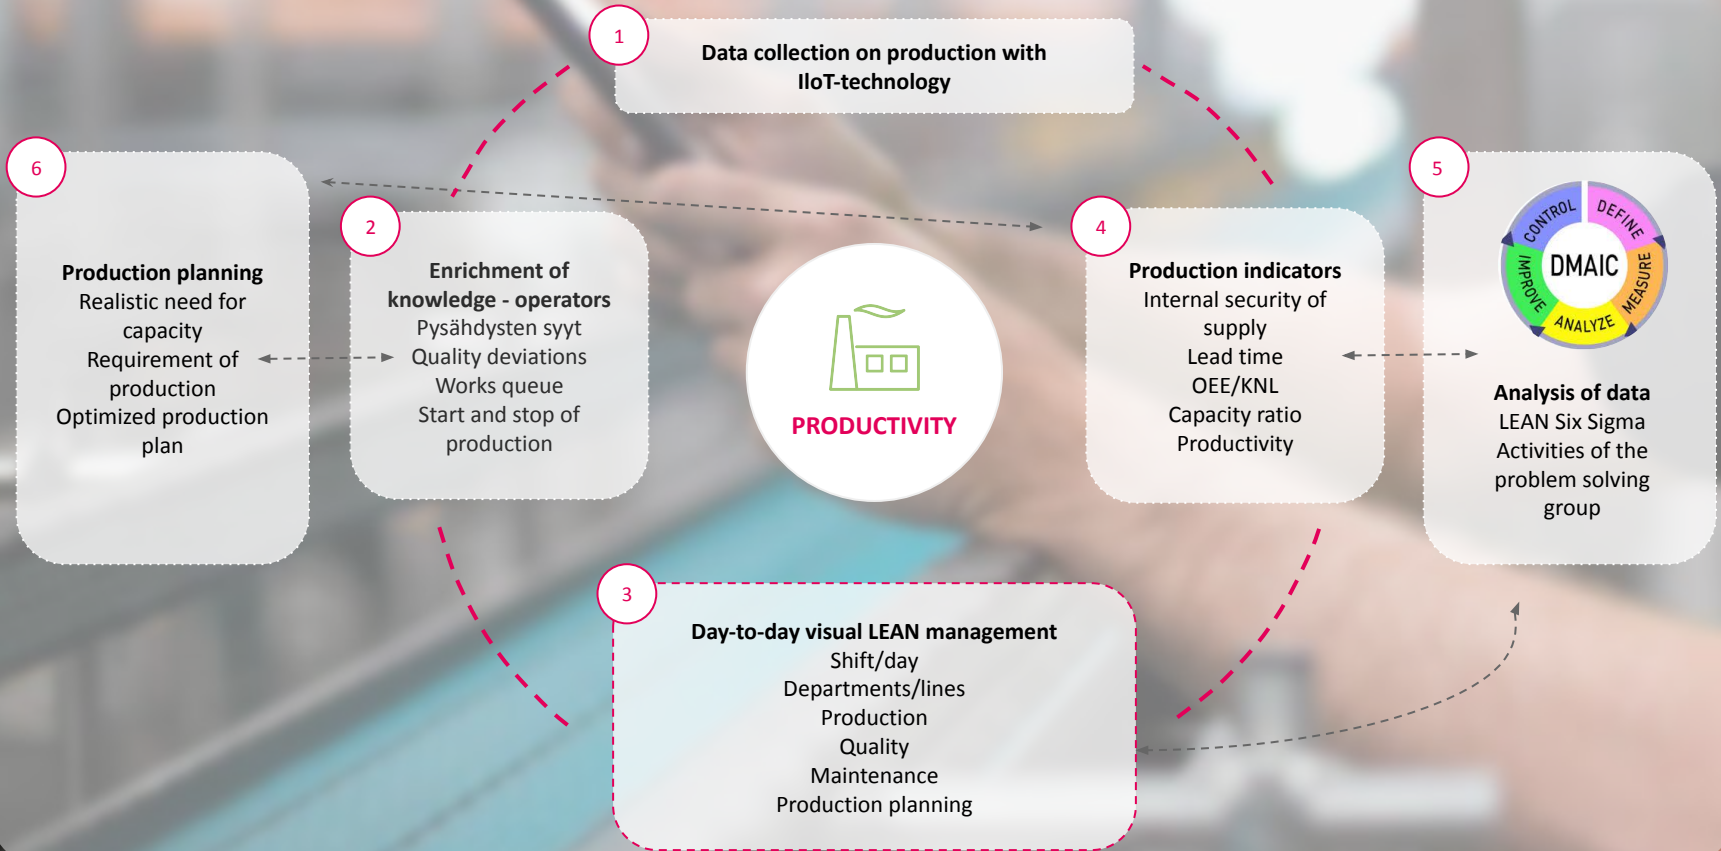 1
Data collection on production with
IIoT-technology
6
Production planning
Realistic need for
capacity
Requirement of
production
Optimized production
plan
2
Enrichment of
knowledge - operators
Pysähdysten syyt
Quality deviations
Works queue
Start and stop of
production
PRODUCTIVITY
4
Production indicators
Internal security of
supply
Lead time
OEE/KNL
Capacity ratio
Productivity
5
CONTROL
DEFINE
MEASURE
ANALYZE
IMPROVE
DMAIC
Analysis of data
LEAN Six Sigma
Activities of the
problem solving
group
3
Day-to-day visual LEAN management
Shift/day
Departments/lines
Production
Quality
Maintenance
Production planning